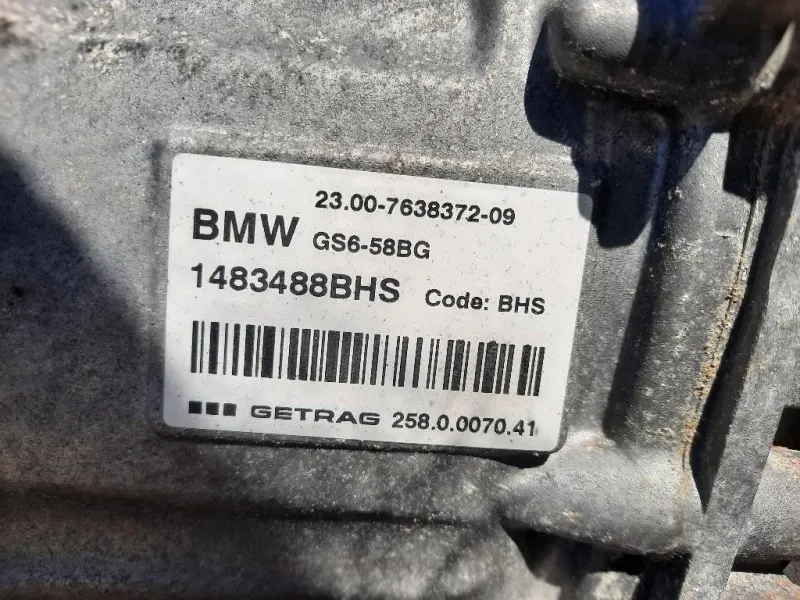 23.00-7638372-09
BMW GS6-58BG
1483488BHS Code: BHS
GETRAG 258.0.0070.41